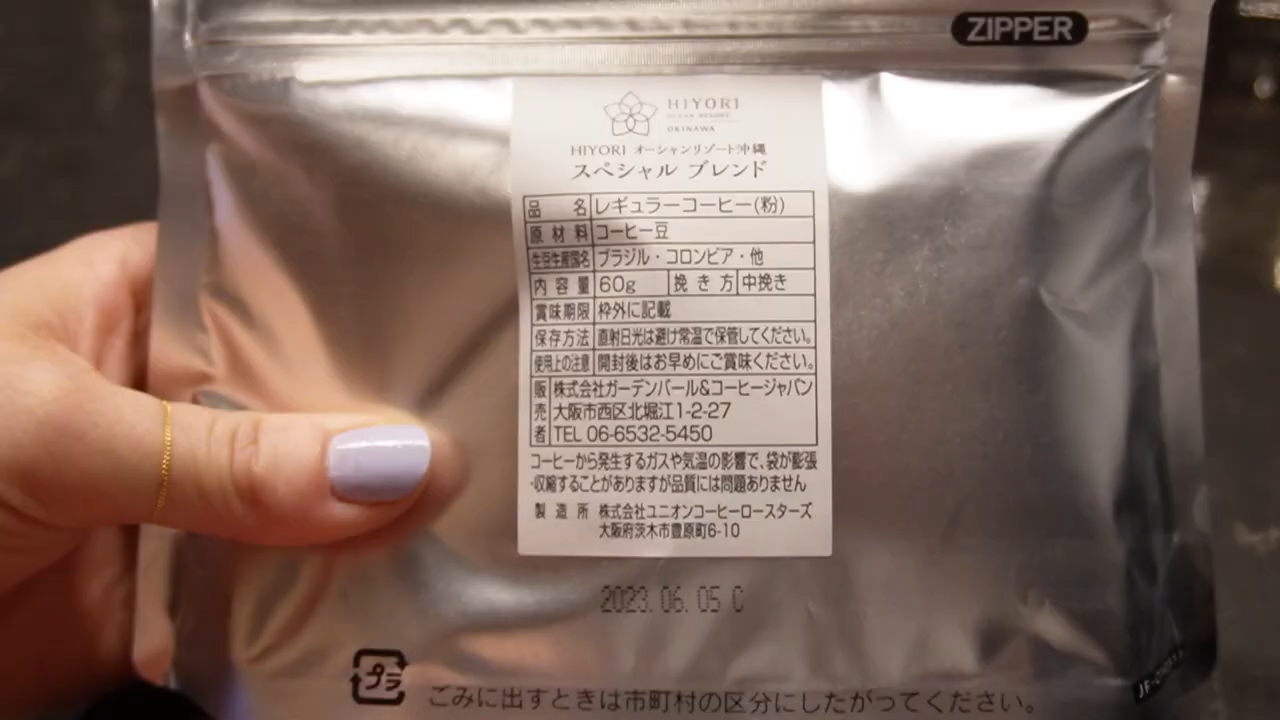 ZIPPER
HIYORI
OCEAN RESORT
OKINAWA
HIYORI オーシャンリゾート沖縄
スペシャル ブレンド
品 名 レギュラーコーヒー(粉)
原材料 コーヒー豆
生豆生産国名 ブラジル・コロンビア・他
内容量 60g 挽き方 中挽き
賞味期限 枠外に記載
保存方法 直射日光は避け常温で保管してください。
使用上の注意 開封後はお早めにご賞味ください。
販売者 株式会社ガーデンバール&コーヒージャパン
大阪市西区北堀江1-2-27
TEL 06-6532-5450
コーヒーから発生するガスや気温の影響で、袋が膨張
・収縮することがありますが品質には問題ありません
製造所 株式会社ユニオンコーヒーロースターズ
大阪府茨木市豊原町6-10
2023.06.05 C
プラ
ごみに出すときは市町村の区分にしたがってください。